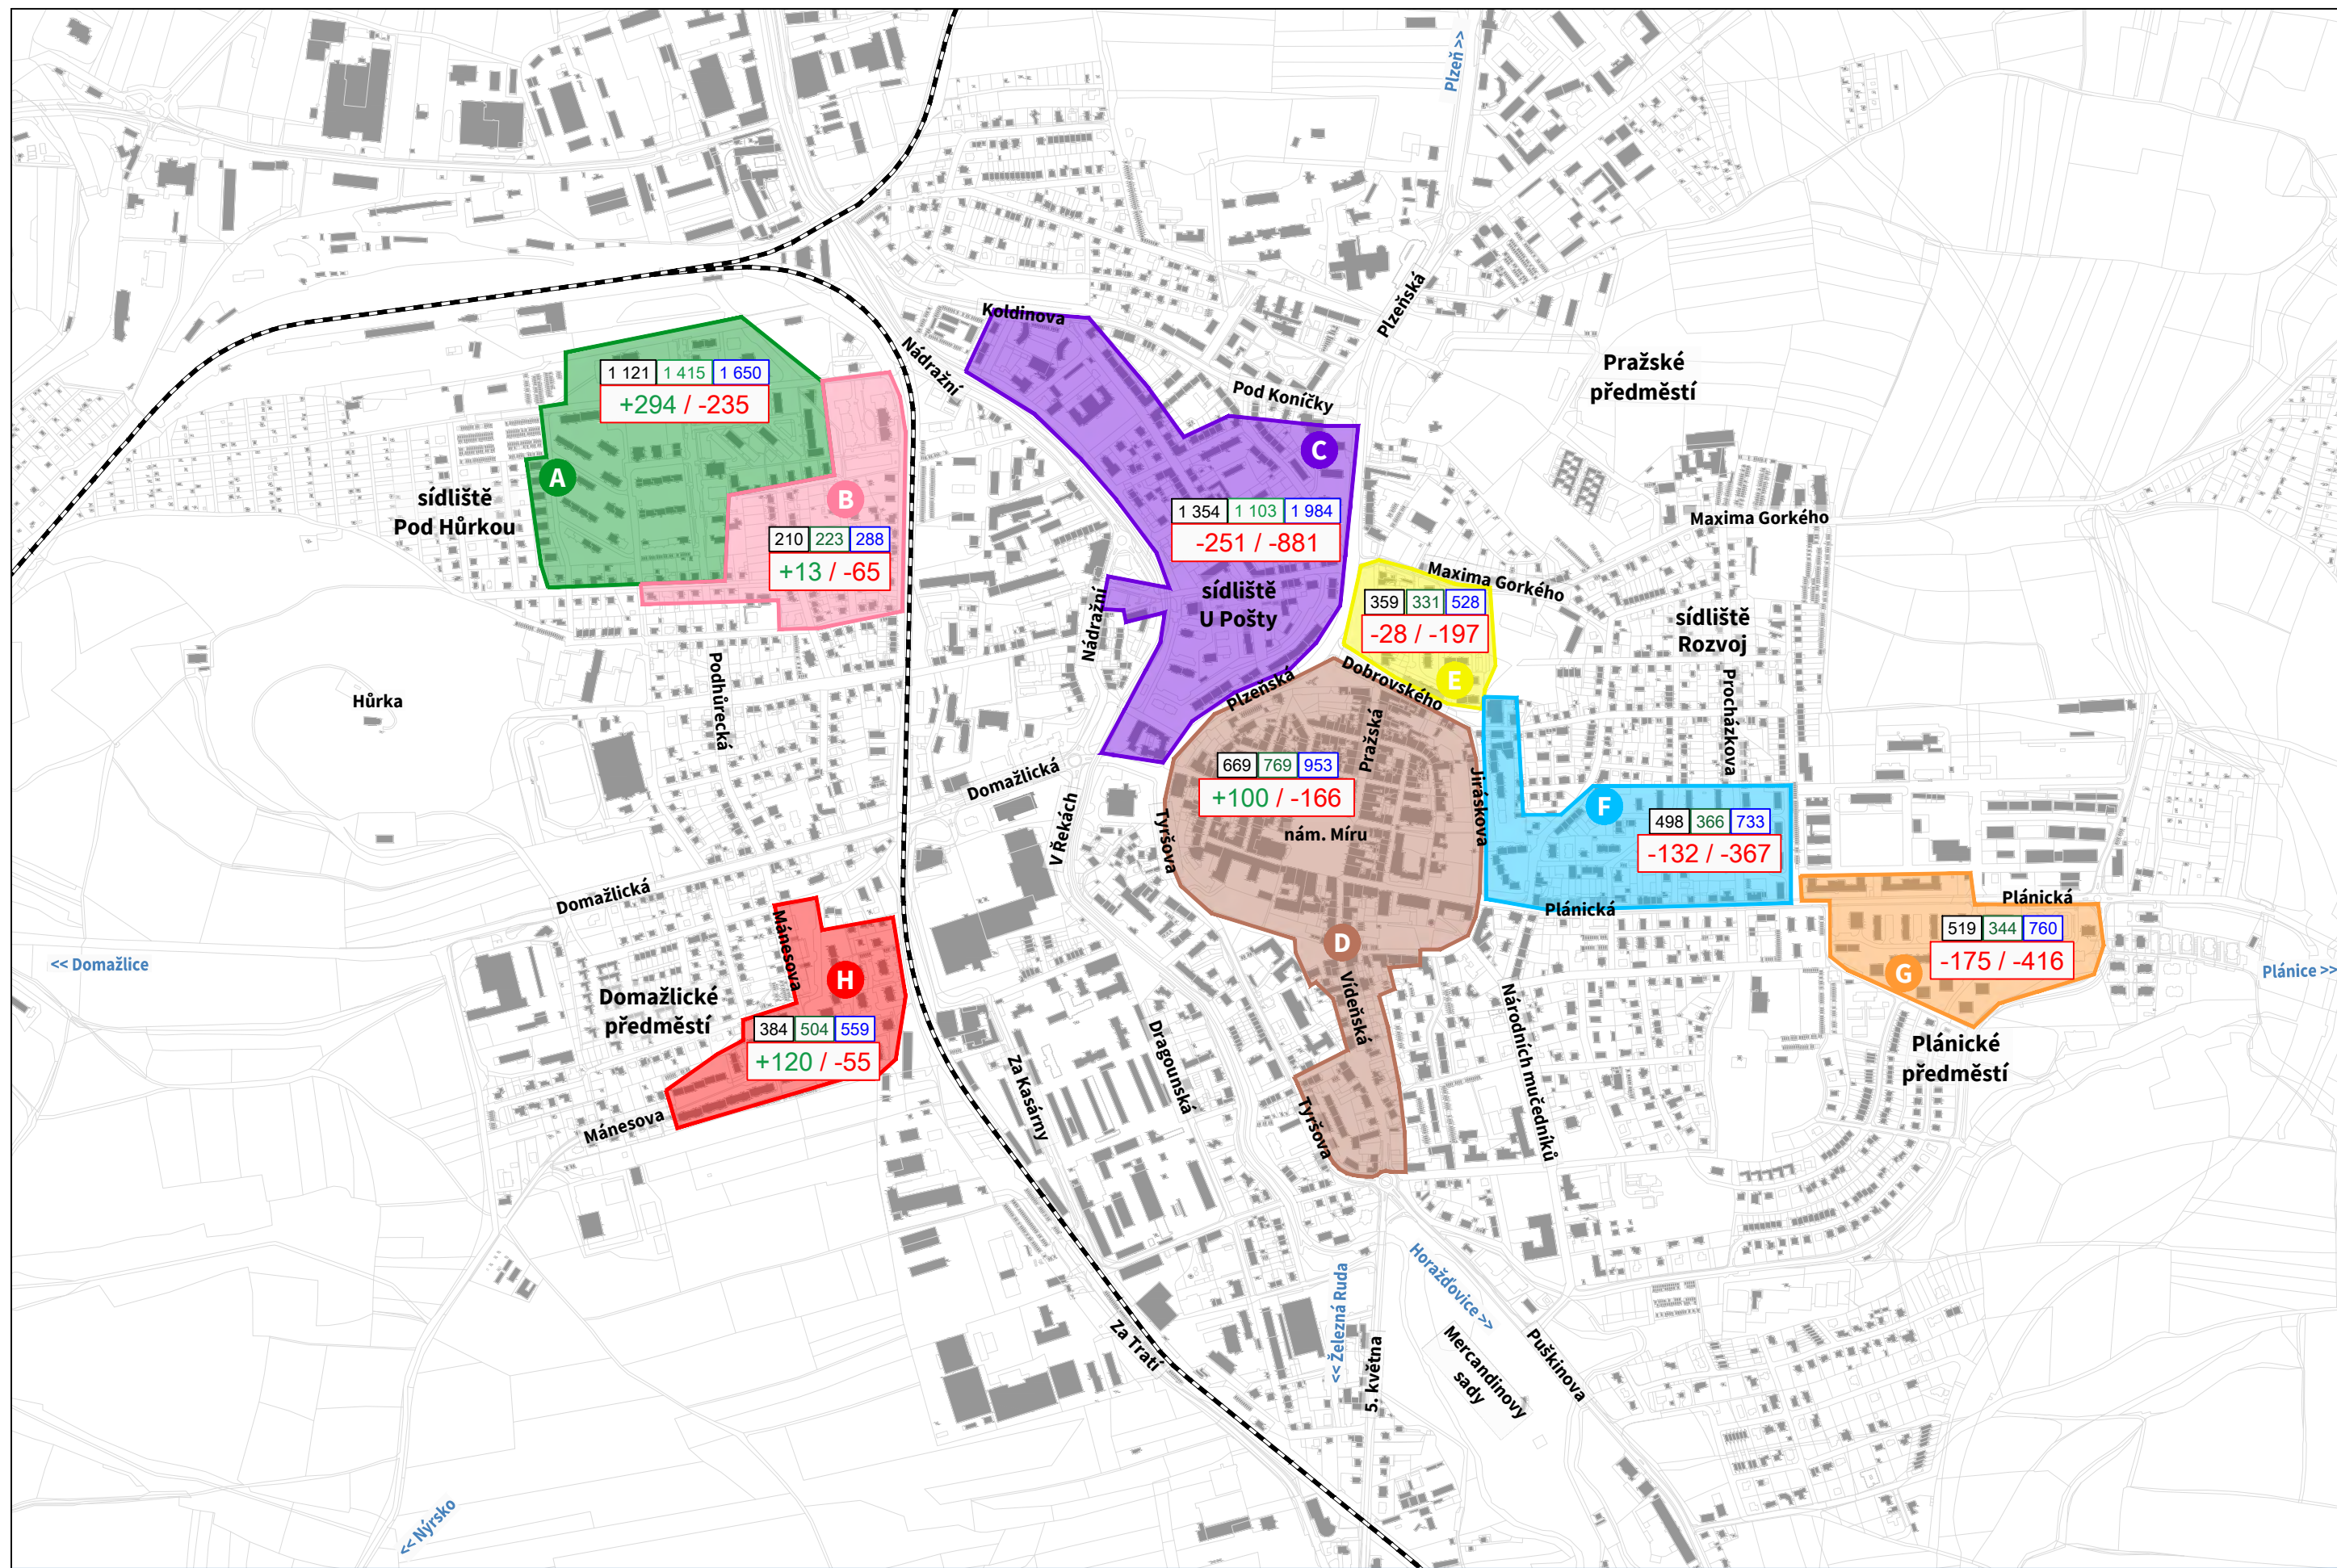 Plzeň >>
Koldinova
Nádražní
Plzeňská
Pod Koníčky
Pražské
předměstí
1 121 1 415 1 650
+294 / -235
A
B
C
sídliště
Pod Hůrkou
210 223 288
+13 / -65
1 354 1 103 1 984
-251 / -881
sídliště
U Pošty
Nádražní
Maxima Gorkého
Maxima Gorkého
359 331 528
-28 / -197
E
sídliště
Rozvoj
Dobrovského
Plzeňská
Podhůrecká
Hůrka
Procházkova
Pražská
669 769 953
+100 / -166
nám. Míru
Jiráskova
Domažlická
V Řekách
Tyršova
F
498 366 733
-132 / -367
Domažlická
Plánická
Plánická
Mánesova
519 344 760
-175 / -416
G
D
H
<< Domažlice
Plánice >>
Domažlické
předměstí
384 504 559
+120 / -55
Vídeňská
Národních mučedníků
Plánické
předměstí
Za Kasárny
Dragounská
Mánesova
Tyršova
Horažďovice >>
<< Železná Ruda
Za Tratí
5. května
Mercandinovy
sady
Puškinova
<< Nýrsko